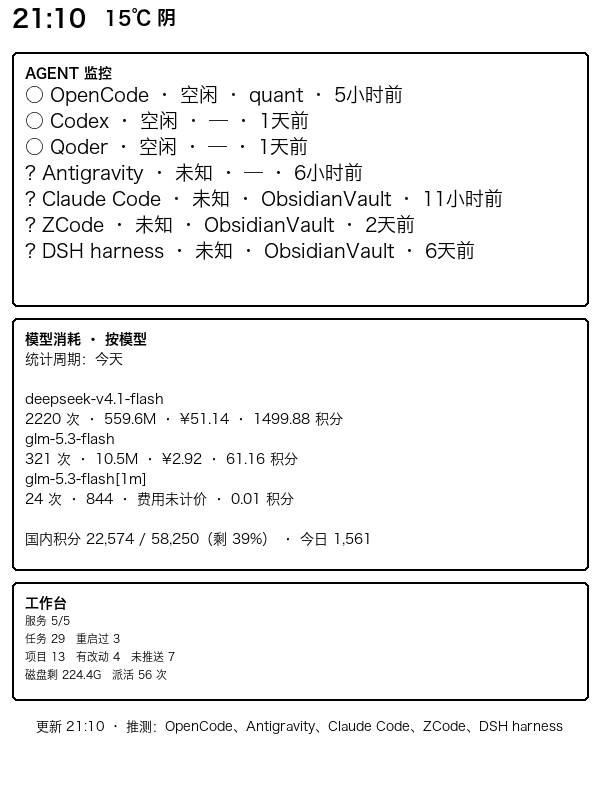 21:10 15℃ 阴
AGENT 监控
○ OpenCode · 空闲 · quant · 5小时前
○ Codex · 空闲 · — · 1天前
○ Qoder · 空闲 · — · 1天前
? Antigravity · 未知 · — · 6小时前
? Claude Code · 未知 · ObsidianVault · 11小时前
? ZCode · 未知 · ObsidianVault · 2天前
? DSH harness · 未知 · ObsidianVault · 6天前
模型消耗 · 按模型
统计周期：今天
deepseek-v4.1-flash
2220 次 · 559.6M · ¥51.14 · 1499.88 积分
glm-5.3-flash
321 次 · 10.5M · ¥2.92 · 61.16 积分
glm-5.3-flash[1m]
24 次 · 844 · 费用未计价 · 0.01 积分
国内积分 22,574 / 58,250（剩 39%） · 今日 1,561
工作台
服务 5/5
任务 29 重启过 3
项目 13 有改动 4 未推送 7
磁盘剩 224.4G 派活 56 次
更新 21:10 · 推测：OpenCode、Antigravity、Claude Code、ZCode、DSH harness